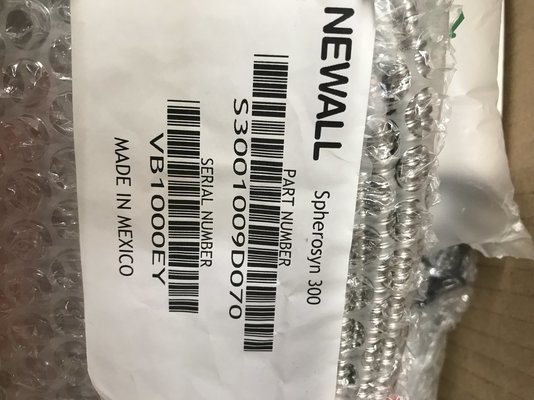 NEWALL
Spherosyn 300
PART NUMBER
S3001009D070
SERIAL NUMBER
VB1000EY
MADE IN MEXICO